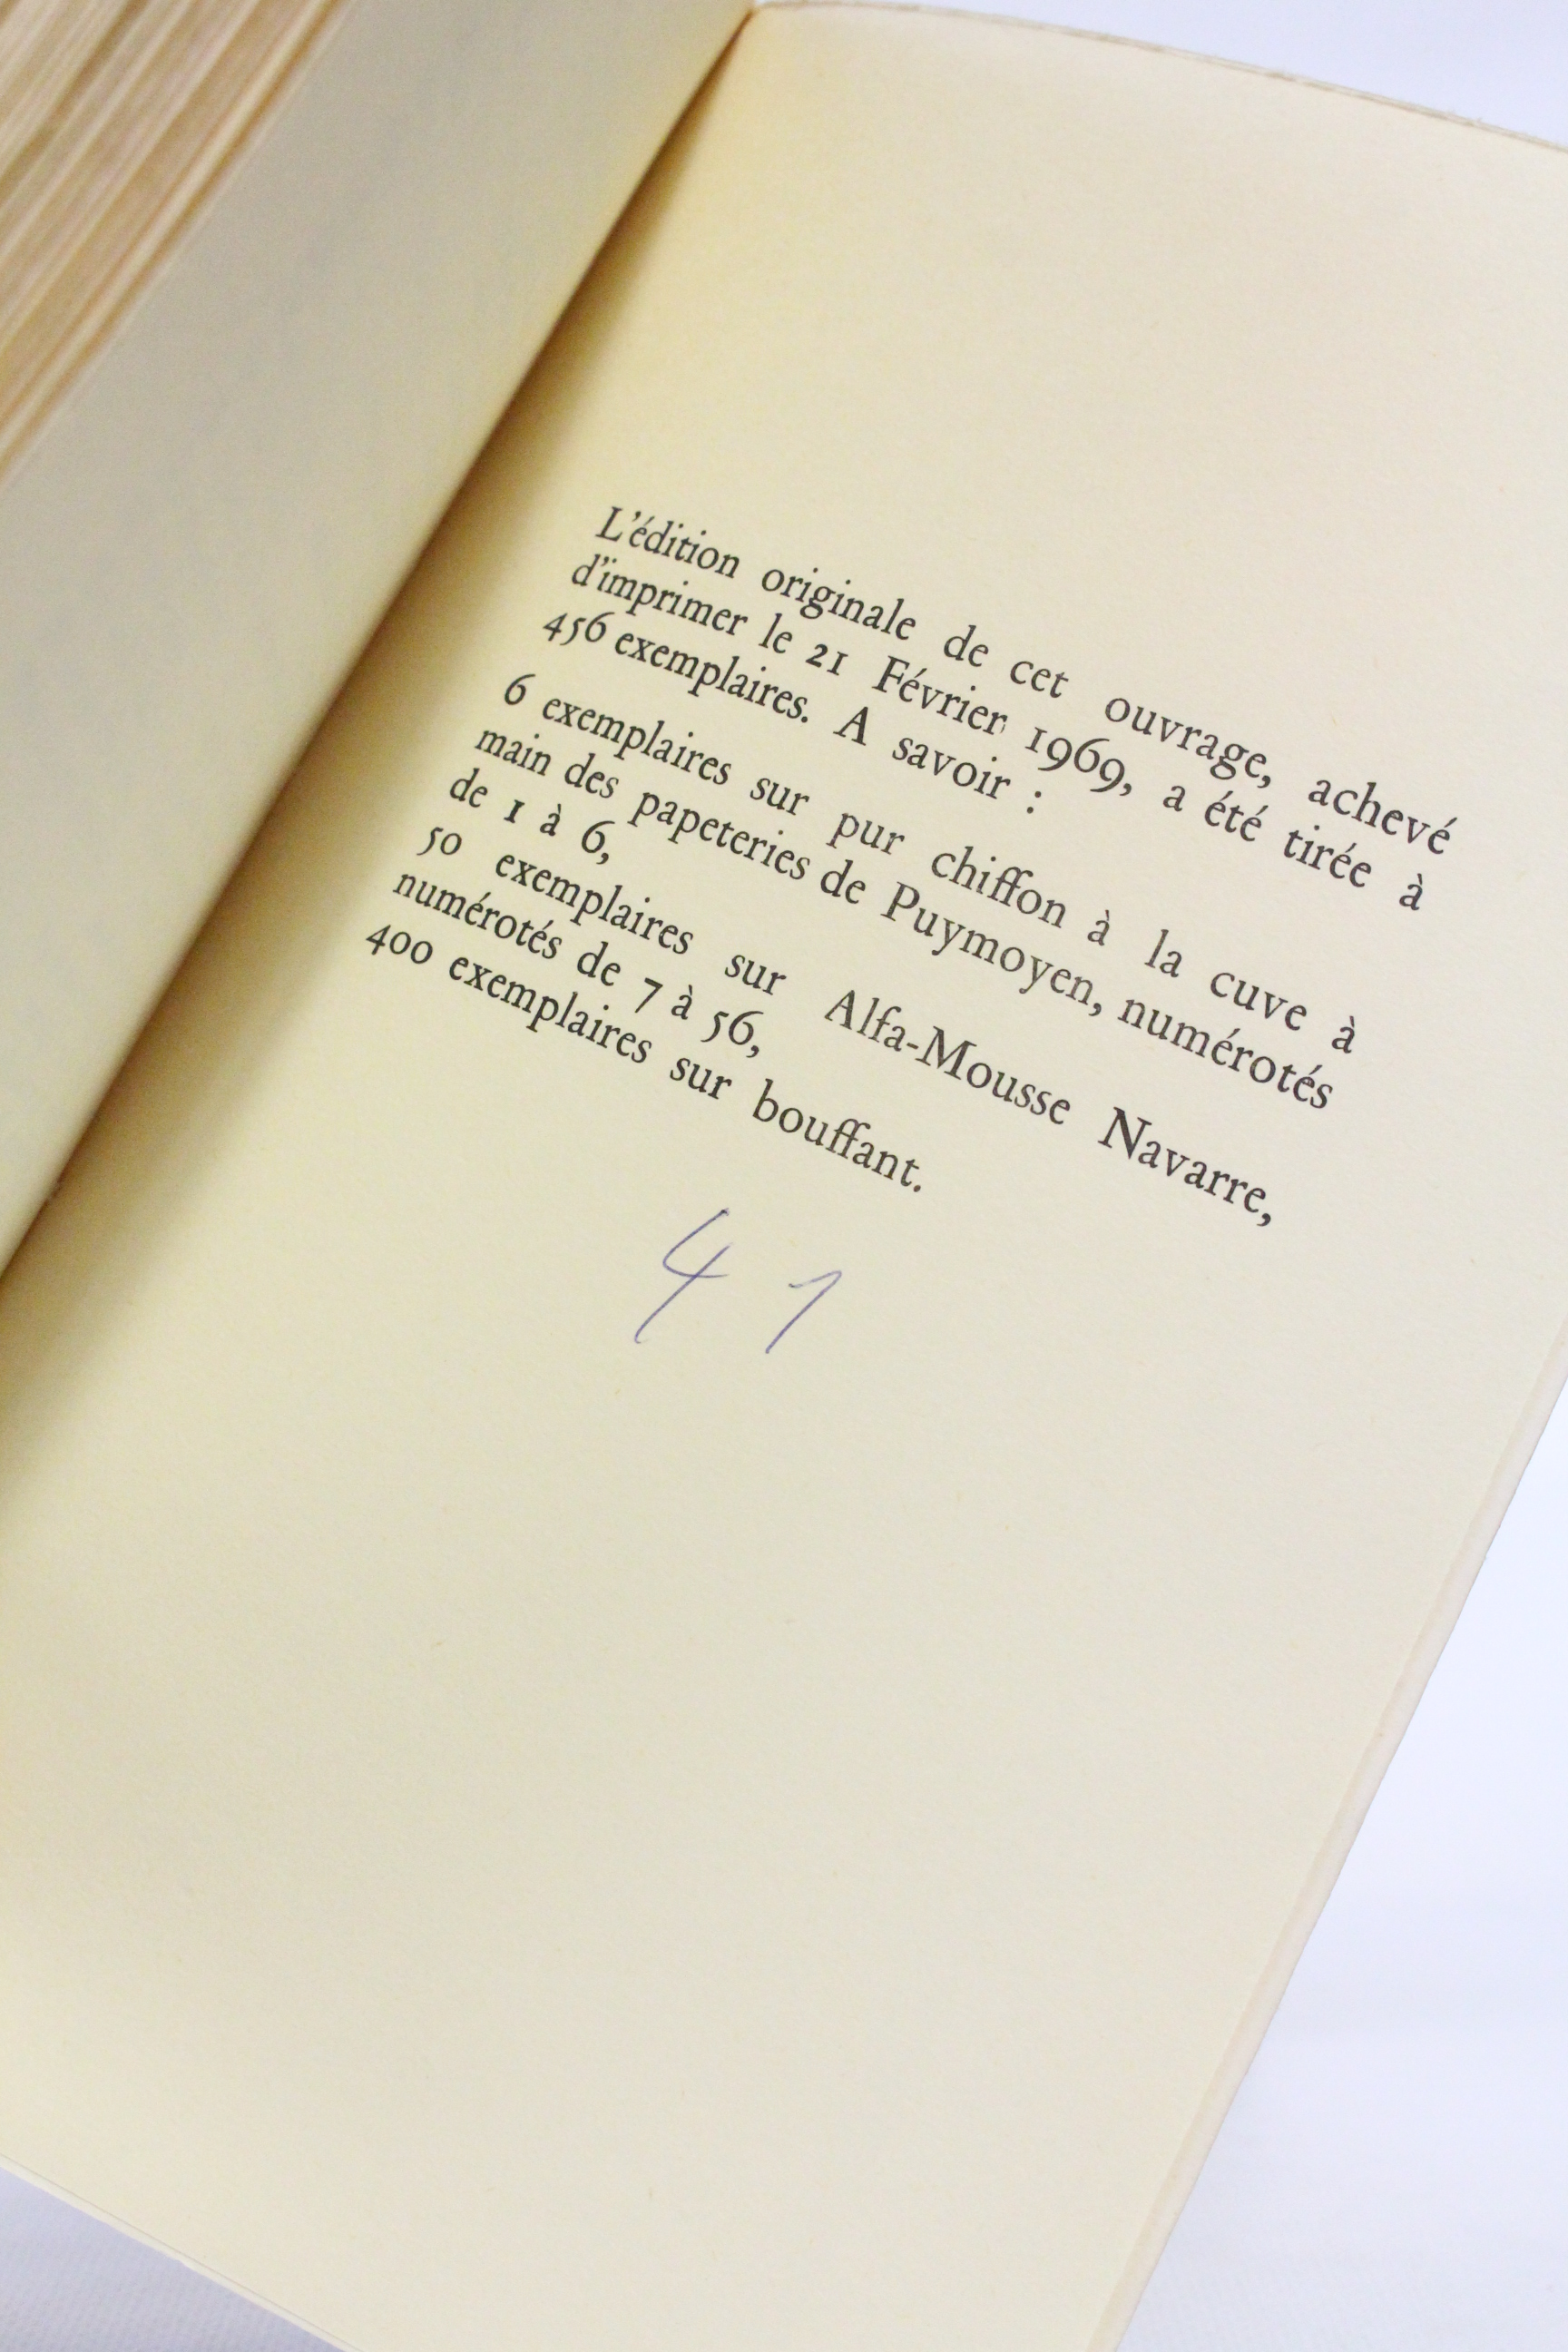 L'édition originale de cet ouvrage, achevé
d'imprimer le 21 Février 1969, a été tirée à
456 exemplaires. A savoir :
6 exemplaires sur pur chiffon à la cuve à
main des papeteries de Puymoyen, numérotés
de 1 à 6,
50 exemplaires sur Alfa-Mousse Navarre,
numérotés de 7 à 56,
400 exemplaires sur bouffant.
41